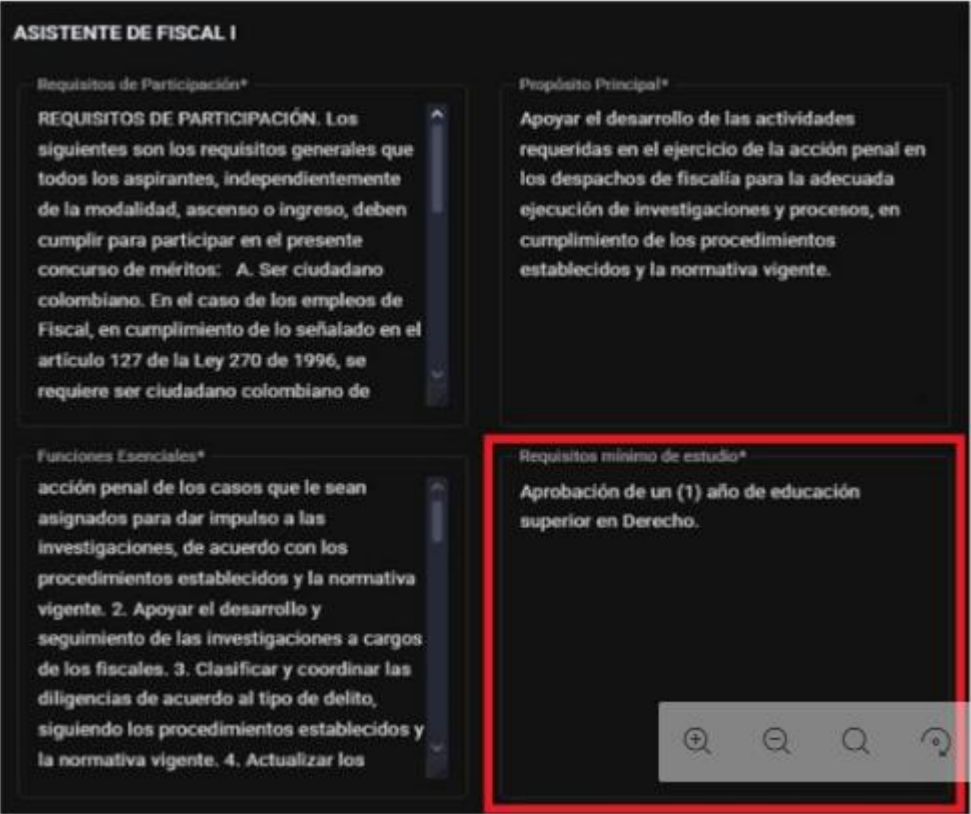 ASISTENTE DE FISCAL I
Requisitos de Participación*
REQUISITOS DE PARTICIPACIÓN. Los
siguientes son los requisitos generales que
todos los aspirantes, independientemente
de la modalidad, ascenso o ingreso, deben
cumplir para participar en el presente
concurso de méritos: A. Ser ciudadano
colombiano. En el caso de los empleos de
Fiscal, en cumplimiento de lo señalado en el
artículo 127 de la Ley 270 de 1996, se
requiere ser ciudadano colombiano de
Propósito Principal*
Apoyar el desarrollo de las actividades
requeridas en el ejercicio de la acción penal en
los despachos de fiscalía para la adecuada
ejecución de investigaciones y procesos, en
cumplimiento de los procedimientos
establecidos y la normativa vigente.
Funciones Esenciales*
acción penal de los casos que le sean
asignados para dar impulso a las
investigaciones, de acuerdo con los
procedimientos establecidos y la normativa
vigente. 2. Apoyar el desarrollo y
seguimiento de las investigaciones a cargos
de los fiscales. 3. Clasificar y coordinar las
diligencias de acuerdo al tipo de delito,
siguiendo los procedimientos establecidos y
la normativa vigente. 4. Actualizar los
Requisitos mínimo de estudio*
Aprobación de un (1) año de educación
superior en Derecho.